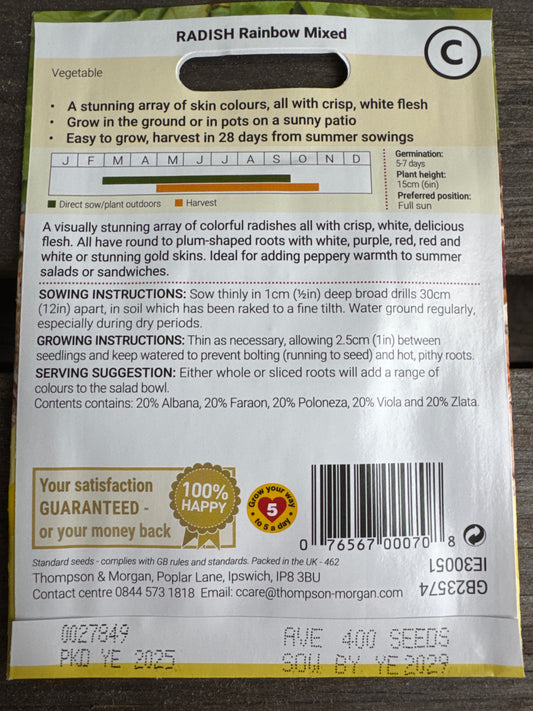 RADISH Rainbow Mixed
C
Vegetable
• A stunning array of skin colours, all with crisp, white flesh
• Grow in the ground or in pots on a sunny patio
• Easy to grow, harvest in 28 days from summer sowings
J F M A M J J A S O N D
Direct sow/plant outdoors Harvest
Germination:
5-7 days
Plant height:
15cm (6in)
Preferred position:
Full sun
A visually stunning array of colorful radishes all with crisp, white, delicious
flesh. All have round to plum-shaped roots with white, purple, red, red and
white or stunning gold skins. Ideal for adding peppery warmth to summer
salads or sandwiches.
SOWING INSTRUCTIONS: Sow thinly in 1cm (½in) deep broad drills 30cm
(12in) apart, in soil which has been raked to a fine tilth. Water ground regularly,
especially during dry periods.
GROWING INSTRUCTIONS: Thin as necessary, allowing 2.5cm (1in) between
seedlings and keep watered to prevent bolting (running to seed) and hot, pithy roots.
SERVING SUGGESTION: Either whole or sliced roots will add a range of
colours to the salad bowl.
Contents contains: 20% Albana, 20% Faraon, 20% Poloneza, 20% Viola and 20% Zlata.
Your satisfaction
GUARANTEED -
or your money back
100%
HAPPY
Grow your way
5
to 5 a day
0 76567 00070 8
GB23574
IE30051
Standard seeds - complies with GB rules and standards. Packed in the UK - 462
Thompson & Morgan, Poplar Lane, Ipswich, IP8 3BU
Contact centre 0844 573 1818 Email: ccare@thompson-morgan.com
0027849
PKD YE 2025
AVE 400 SEEDS
SOW BY YE 2029